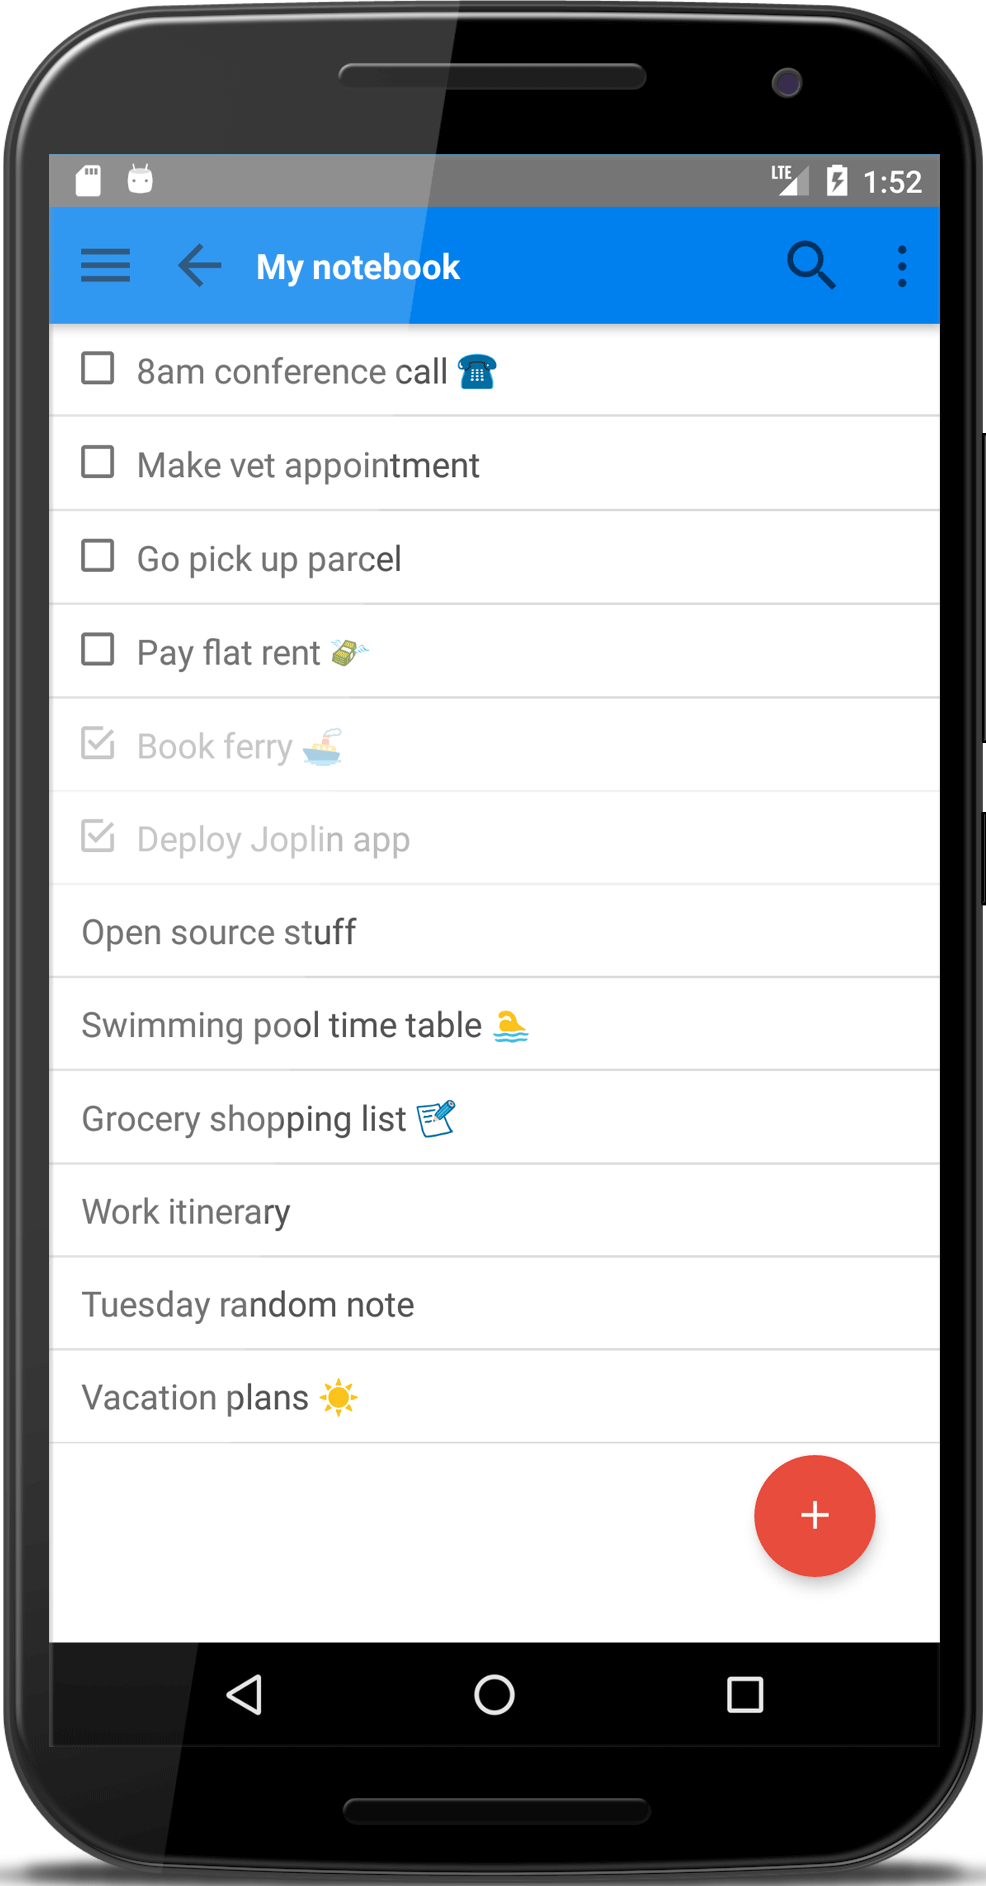 LTE 1:52
My notebook
8am conference call ☎️
Make vet appointment
Go pick up parcel
Pay flat rent 💸
Book ferry 🚢
Deploy Joplin app
Open source stuff
Swimming pool time table 🏊
Grocery shopping list 📝
Work itinerary
Tuesday random note
Vacation plans ☀️